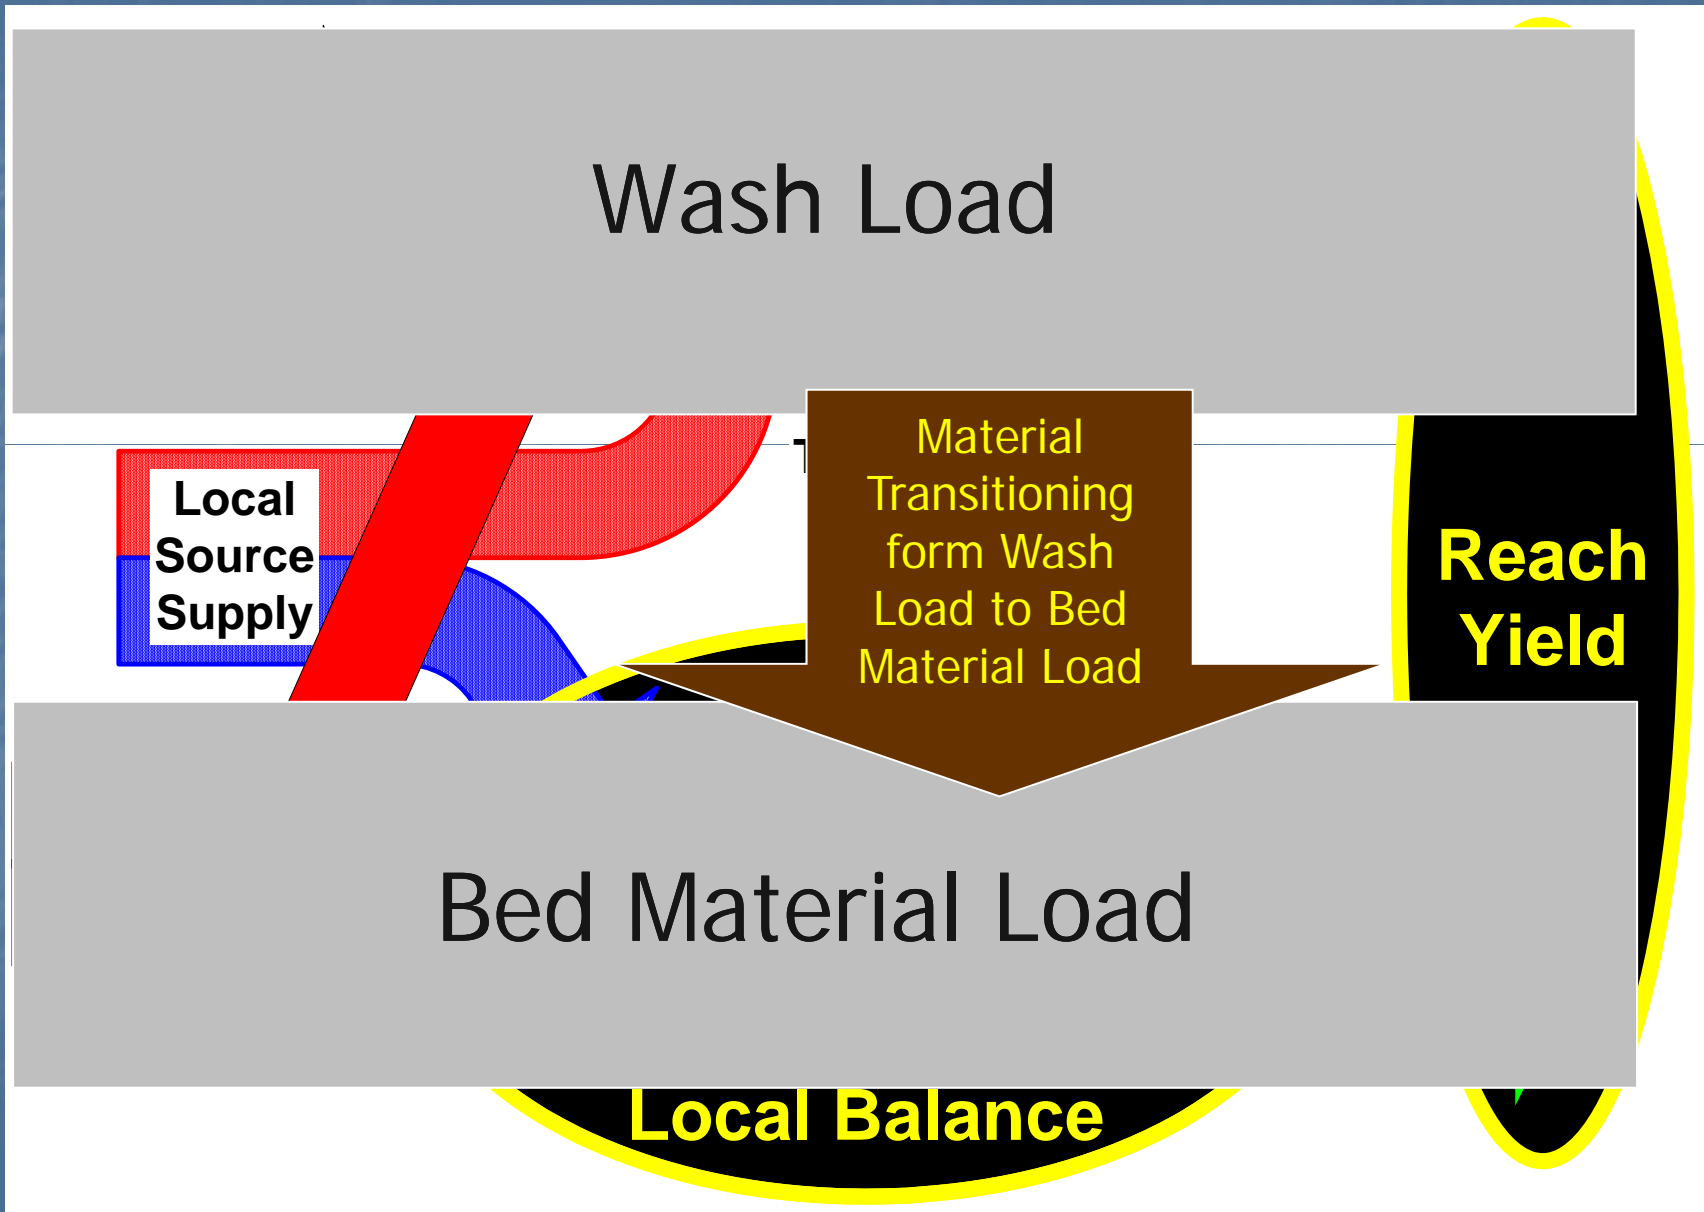 Wash Load
Material
Transitioning
form Wash
Load to Bed
Material Load
Local
Source
Supply
Reach
Yield
Bed Material Load
Local Balance